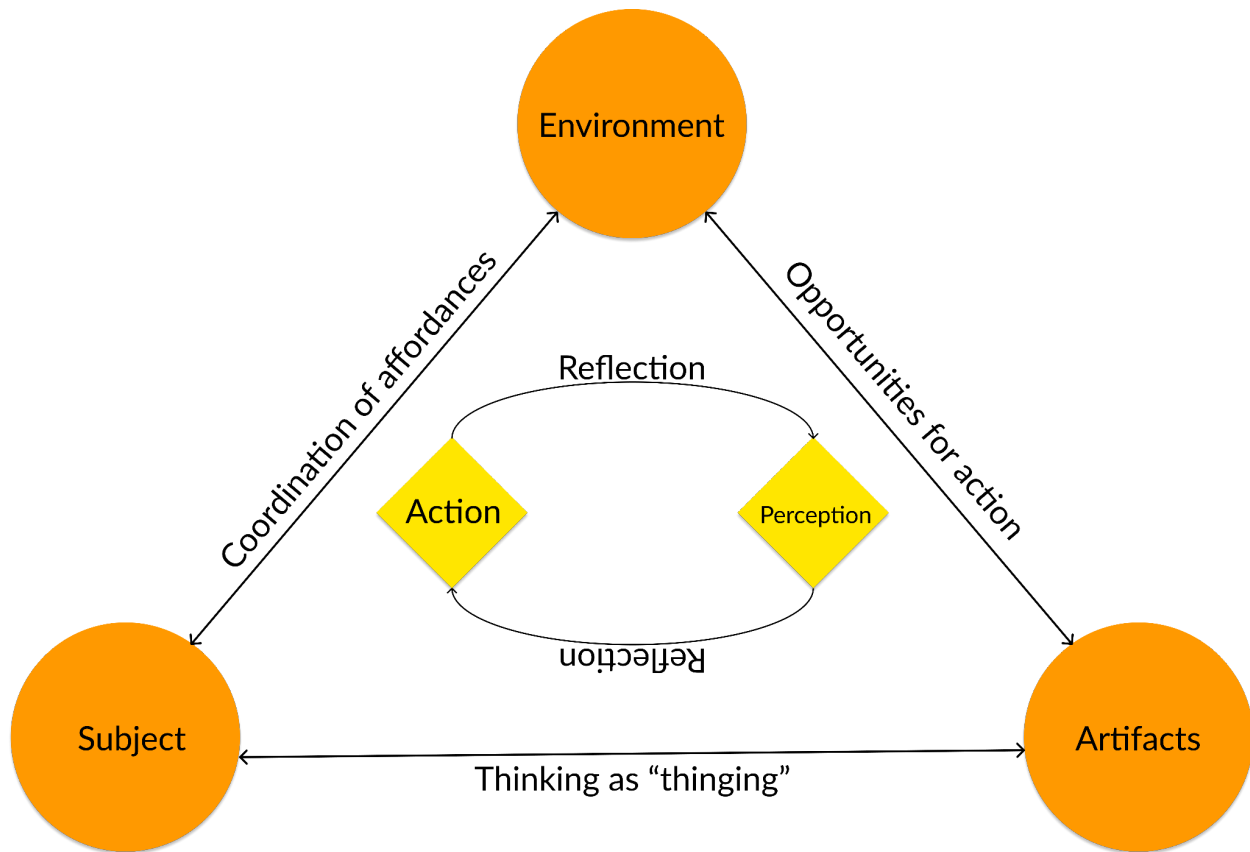 Environment
Coordination of affordances
Opportunities for action
Reflection
Action
Perception
Reflection
Subject
Artifacts
Thinking as “thinging”